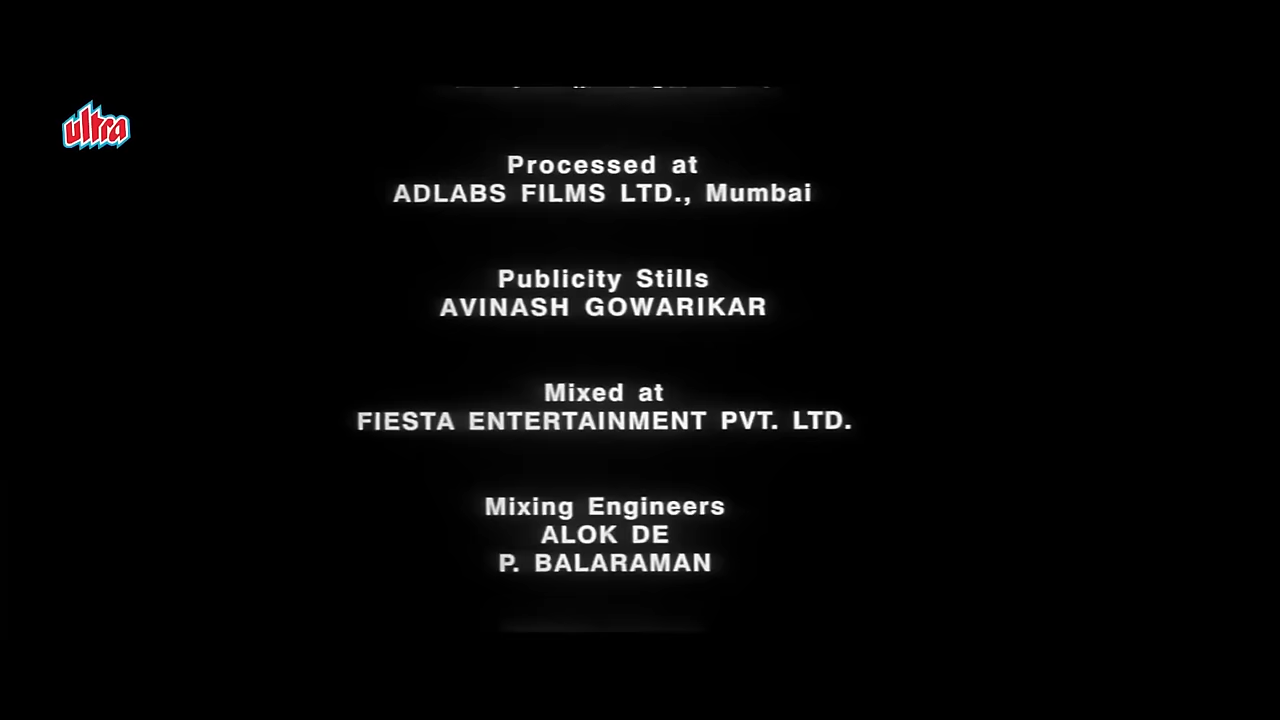 ultra
Processed at
ADLABS FILMS LTD., Mumbai
Publicity Stills
AVINASH GOWARIKAR
Mixed at
FIESTA ENTERTAINMENT PVT. LTD.
Mixing Engineers
ALOK DE
P. BALARAMAN